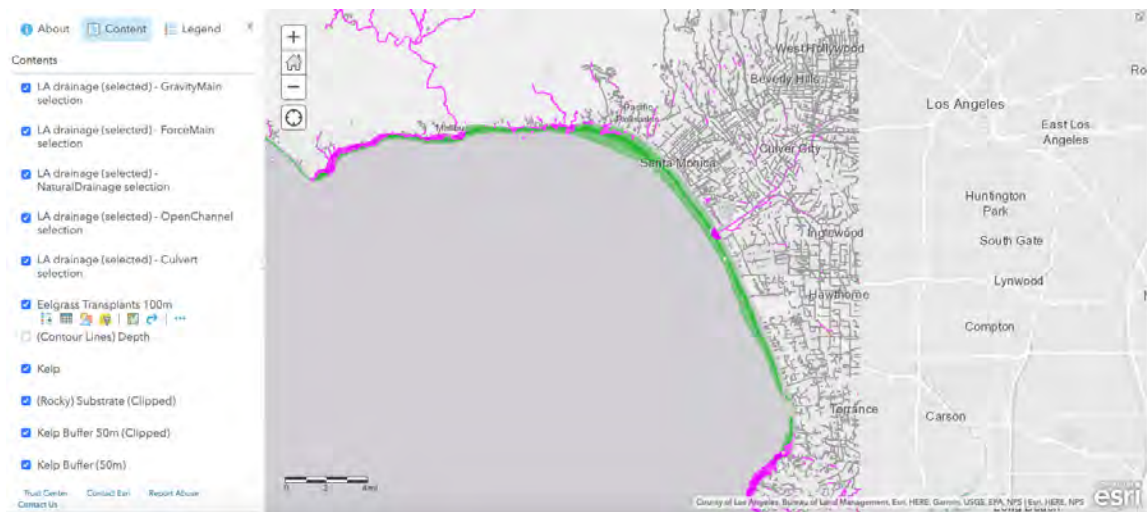 About Content Legend
Contents
LA drainage (selected) - GravityMain
selection
LA drainage (selected) - ForceMain
selection
LA drainage (selected) -
NaturalDrainage selection
LA drainage (selected) - OpenChannel
selection
LA drainage (selected) - Culvert
selection
Eelgrass Transplants 100m
(Contour Lines) Depth
Kelp
(Rocky) Substrate (Clipped)
Kelp Buffer 50m (Clipped)
Kelp Buffer (50m)
Trust Center Contact Esri Report Abuse
Contact Us
West Hollywood
Beverly Hills
Los Angeles
East Los
Angeles
Pacific
Palisades
Malibu
Santa Monica
Culver City
Huntington
Park
Inglewood
South Gate
Lynwood
Hawthorne
Compton
Torrance
Carson
0 2 4mi
County of Los Angeles, Bureau of Land Management, Esri, HERE, Garmin, USGS, EPA, NPS | Esri, HERE, NPS
esri